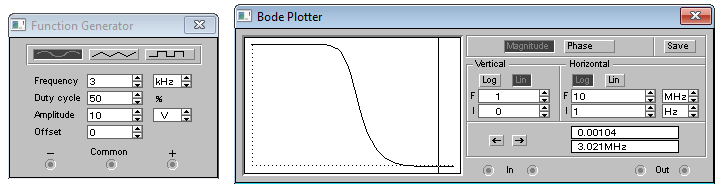 Function Generator
Frequency 3 kHz
Duty cycle 50 %
Amplitude 10 V
Offset 0
− Common +
Bode Plotter
Magnitude Phase Save
Vertical Horizontal
Log Lin Log Lin
F 1 F 10 MHz
I 0 I 1 Hz
0.00104
3.021MHz
In Out